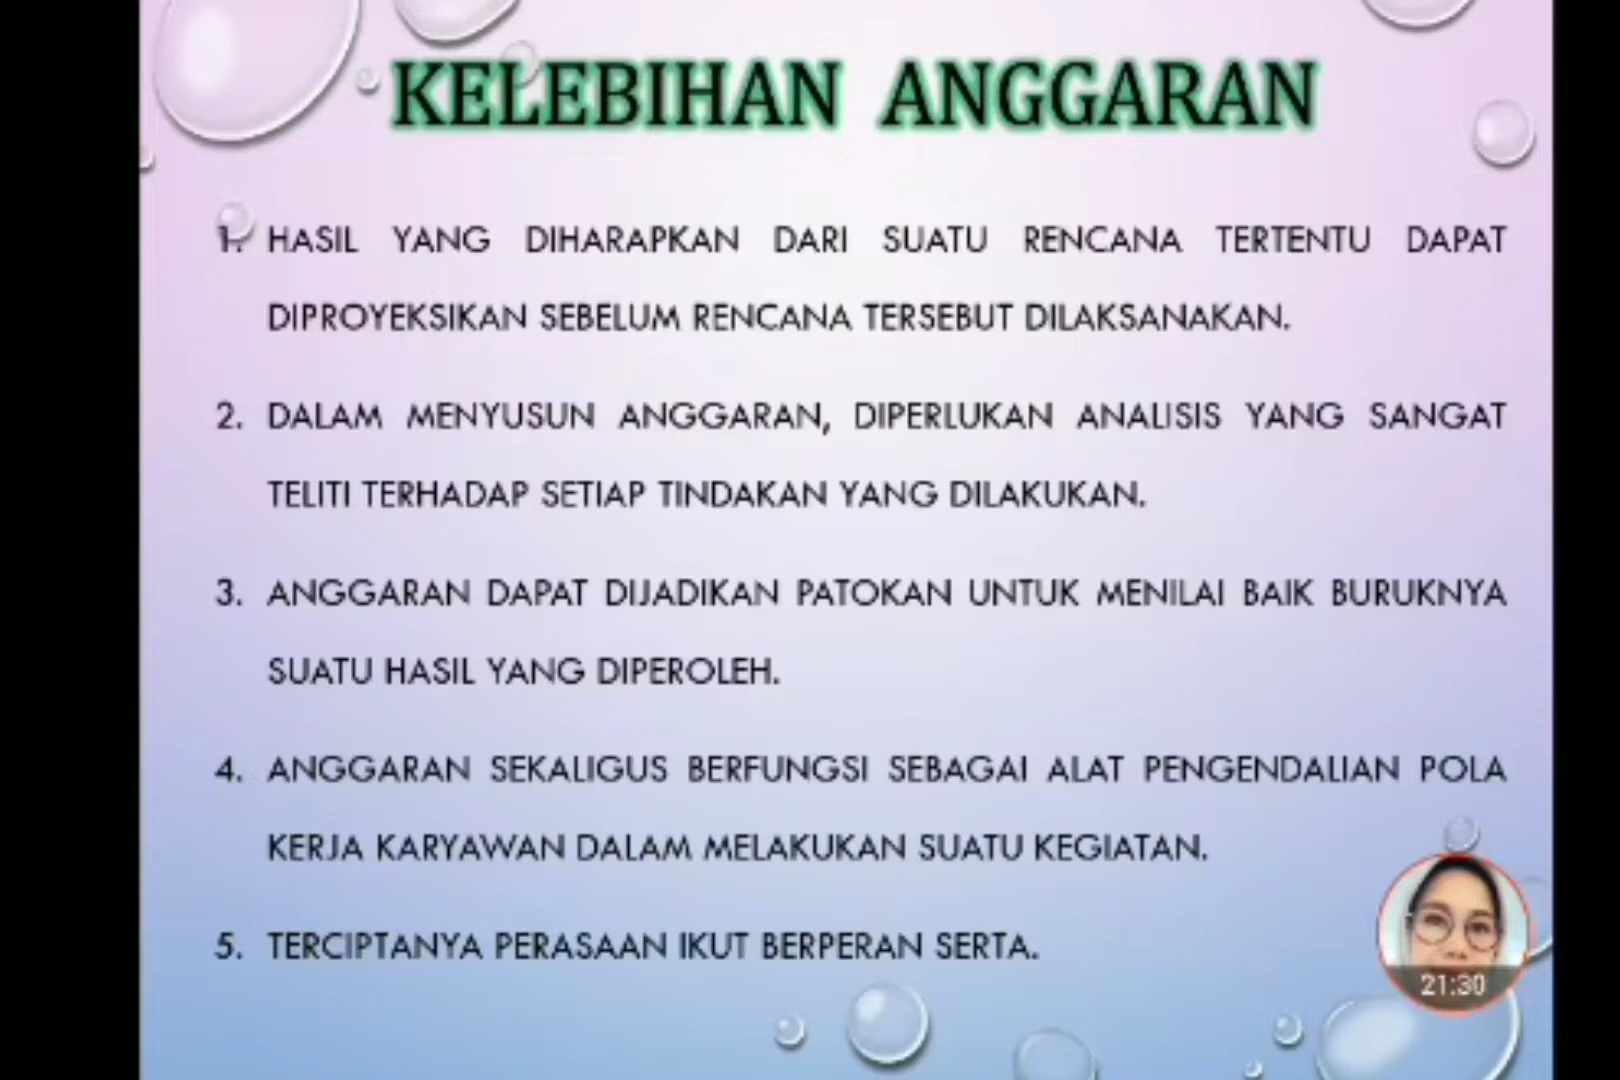 KELEBIHAN ANGGARAN
1. HASIL YANG DIHARAPKAN DARI SUATU RENCANA TERTENTU DAPAT
DIPROYEKSIKAN SEBELUM RENCANA TERSEBUT DILAKSANAKAN.
2. DALAM MENYUSUN ANGGARAN, DIPERLUKAN ANALISIS YANG SANGAT
TELITI TERHADAP SETIAP TINDAKAN YANG DILAKUKAN.
3. ANGGARAN DAPAT DIJADIKAN PATOKAN UNTUK MENILAI BAIK BURUKNYA
SUATU HASIL YANG DIPEROLEH.
4. ANGGARAN SEKALIGUS BERFUNGSI SEBAGAI ALAT PENGENDALIAN POLA
KERJA KARYAWAN DALAM MELAKUKAN SUATU KEGIATAN.
5. TERCIPTANYA PERASAAN IKUT BERPERAN SERTA.
21:30